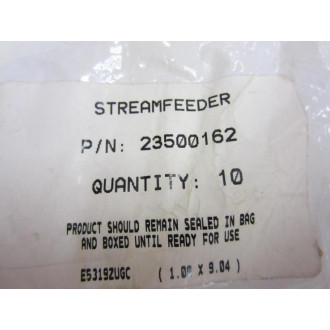 STREAMFEEDER
P/N: 23500162
QUANTITY: 10
PRODUCT SHOULD REMAIN SEALED IN BAG
AND BOXED UNTIL READY FOR USE
E5319ZUGC ( 1.00 X 9.04 )